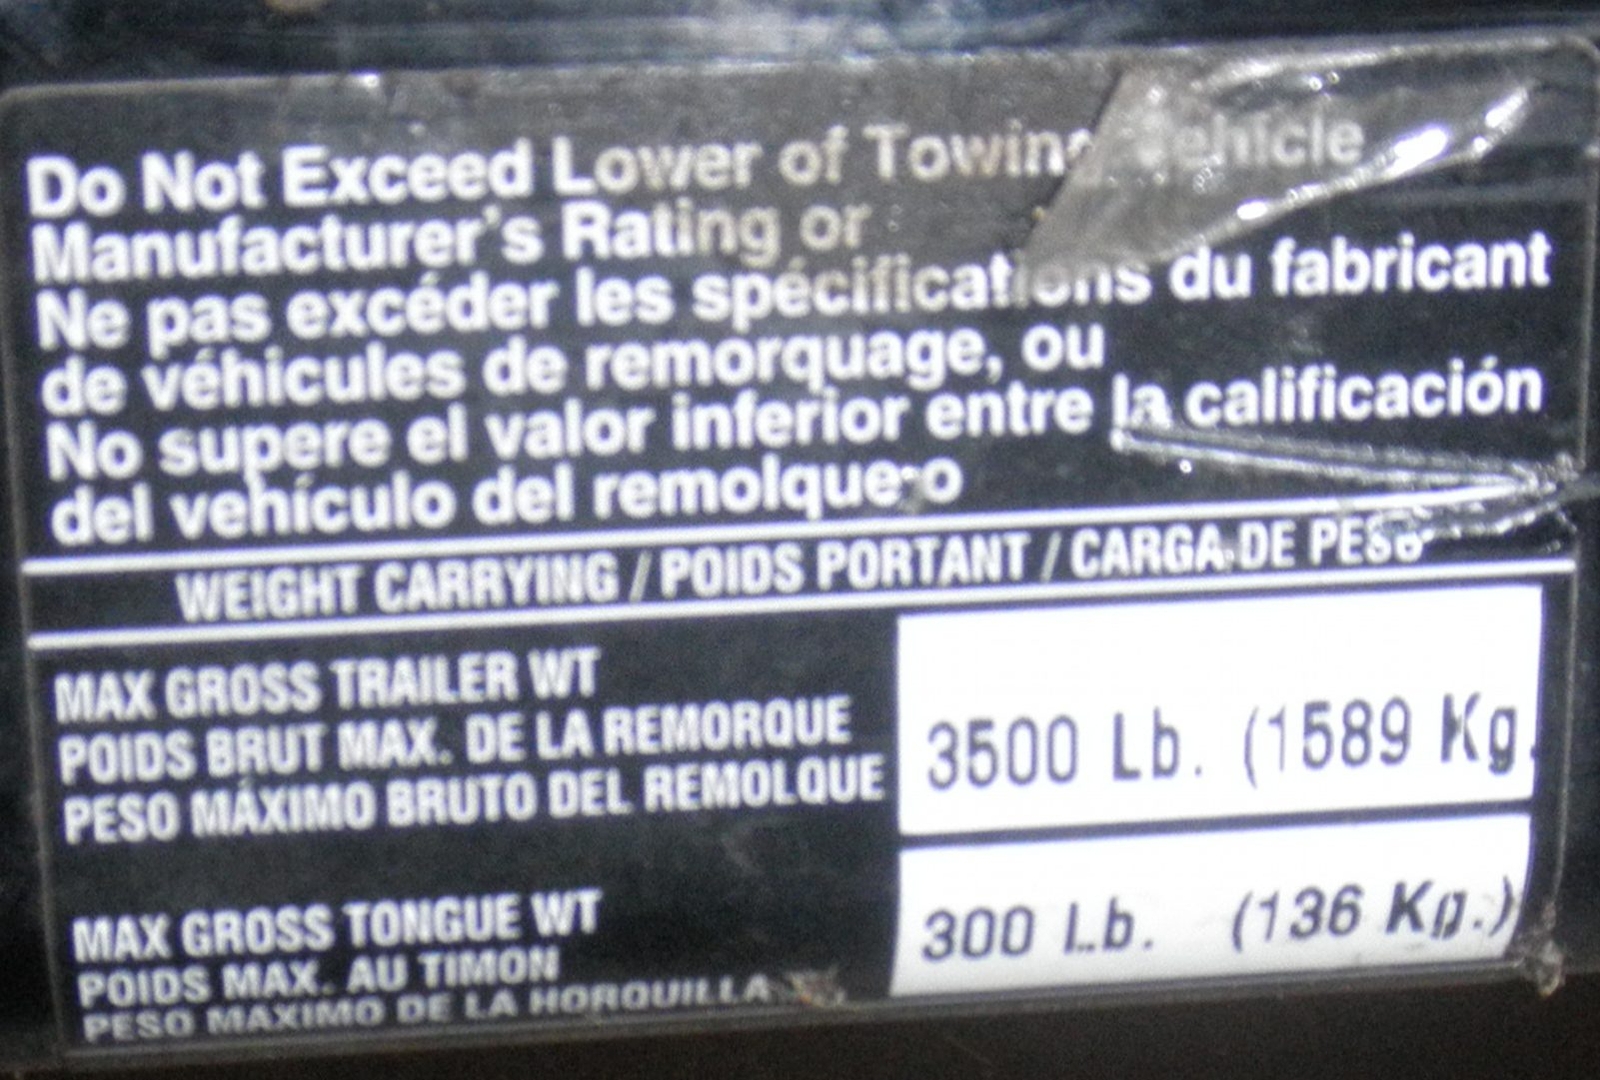 Do Not Exceed Lower of Towing Vehicle
Manufacturer's Rating or
Ne pas excéder les spécifications du fabricant
de véhicules de remorquage, ou
No supere el valor inferior entre la calificación
del vehículo del remolque o
WEIGHT CARRYING / POIDS PORTANT / CARGA DE PESO
MAX GROSS TRAILER WT
POIDS BRUT MAX. DE LA REMORQUE
PESO MÁXIMO BRUTO DEL REMOLQUE
3500 Lb. (1589 Kg.
MAX GROSS TONGUE WT
POIDS MAX. AU TIMON
PESO MAXIMO DE LA HORQUILLA
300 Lb. (136 Kg.)